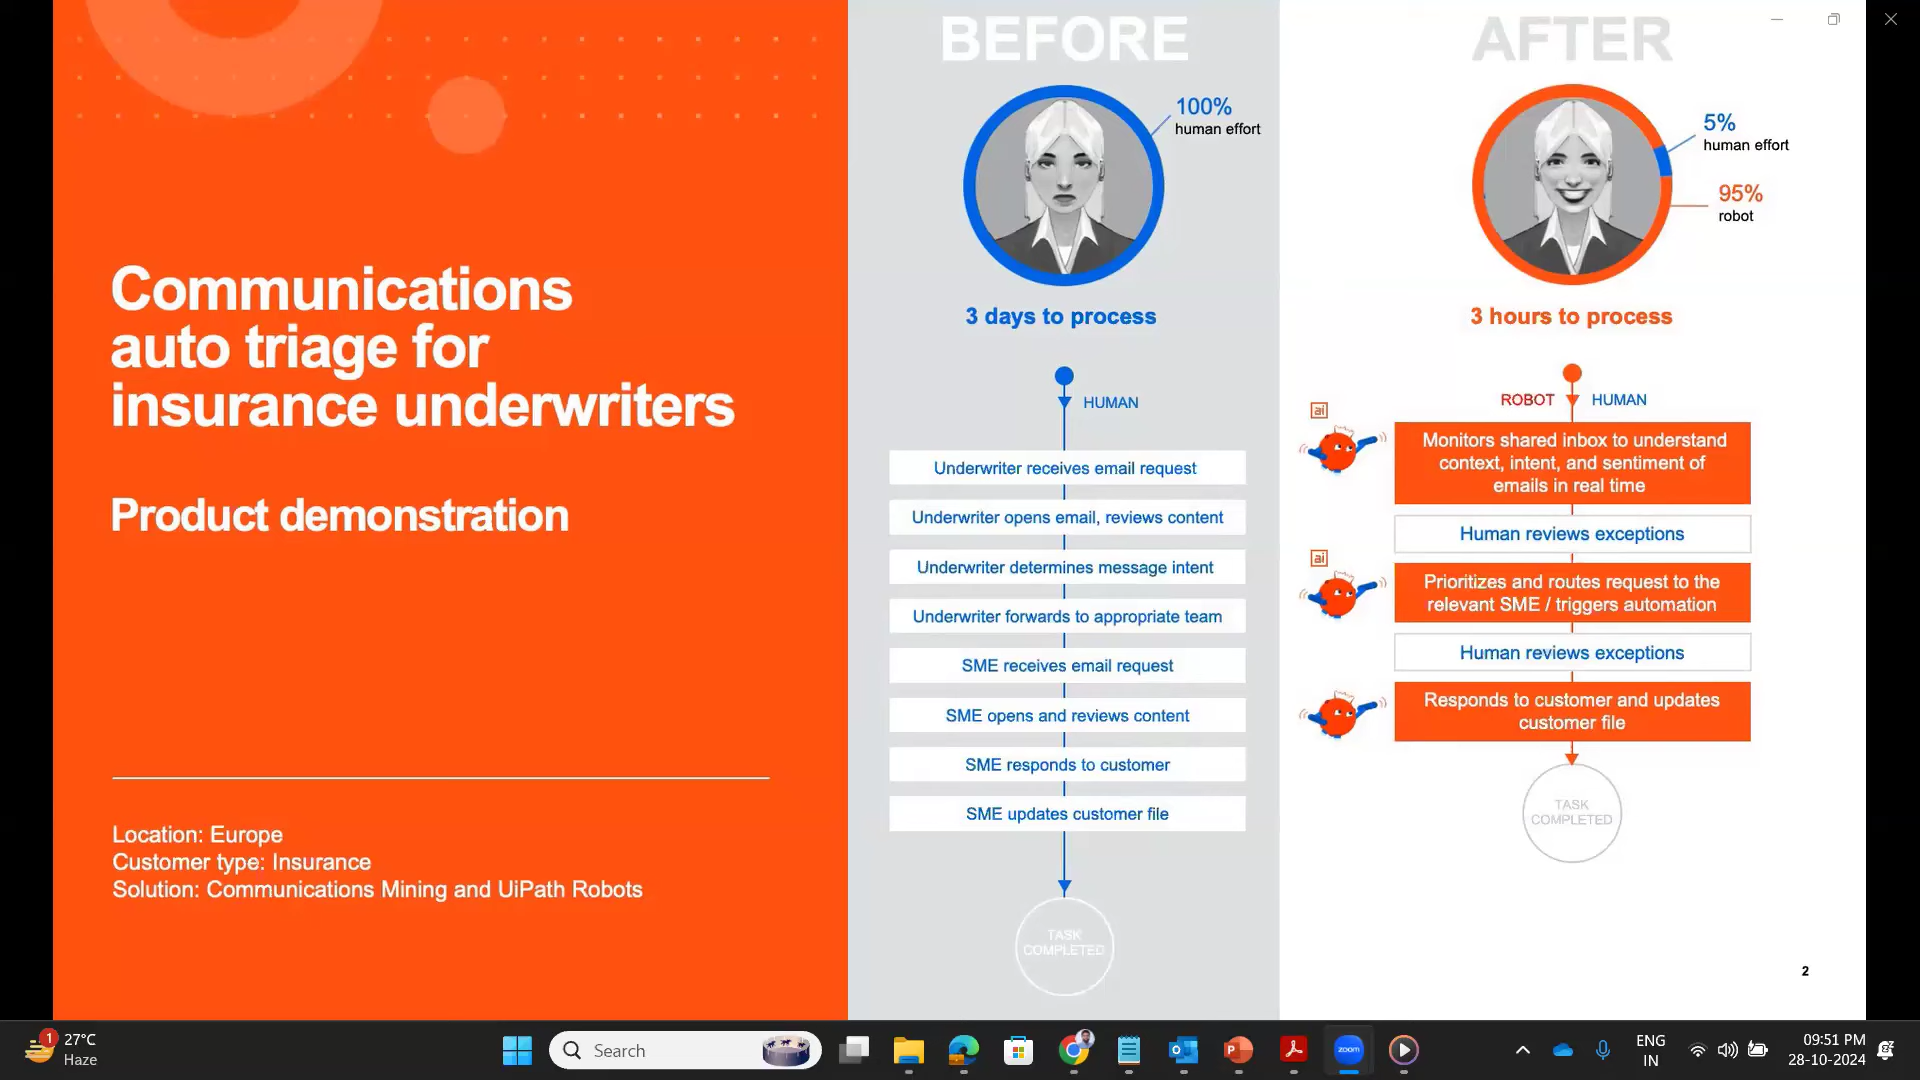 Communications
auto triage for
insurance underwriters
Product demonstration
Location: Europe
Customer type: Insurance
Solution: Communications Mining and UiPath Robots
BEFORE
100%
human effort
3 days to process
HUMAN
Underwriter receives email request
Underwriter opens email, reviews content
Underwriter determines message intent
Underwriter forwards to appropriate team
SME receives email request
SME opens and reviews content
SME responds to customer
SME updates customer file
TASK
COMPLETED
AFTER
5%
human effort
95%
robot
3 hours to process
ROBOT HUMAN
ai
Monitors shared inbox to understand
context, intent, and sentiment of
emails in real time
Human reviews exceptions
ai
Prioritizes and routes request to the
relevant SME / triggers automation
Human reviews exceptions
Responds to customer and updates
customer file
TASK
COMPLETED
2
1
27°C
Haze
Search
zoom
ENG
IN
09:51 PM
28-10-2024